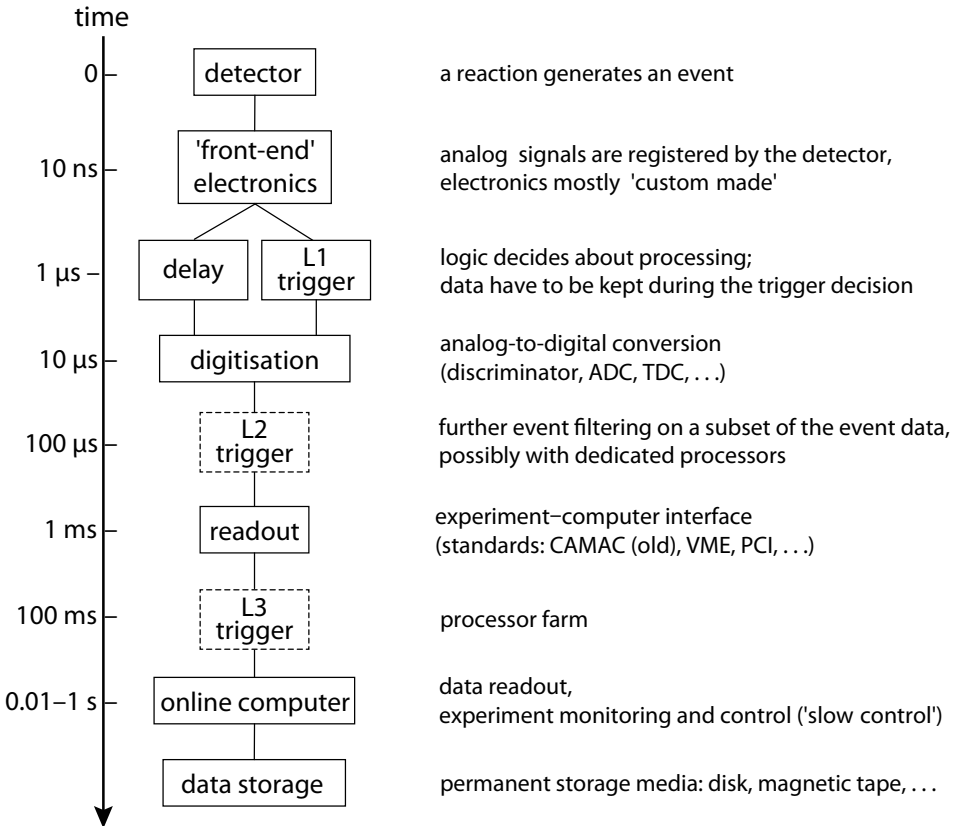 time
0
detector
a reaction generates an event
10 ns
'front-end'
electronics
analog signals are registered by the detector,
electronics mostly 'custom made'
1 µs
delay
L1
trigger
logic decides about processing;
data have to be kept during the trigger decision
10 µs
digitisation
analog-to-digital conversion
(discriminator, ADC, TDC, . . .)
100 µs
L2
trigger
further event filtering on a subset of the event data,
possibly with dedicated processors
1 ms
readout
experiment–computer interface
(standards: CAMAC (old), VME, PCI, . . .)
100 ms
L3
trigger
processor farm
0.01–1 s
online computer
data readout,
experiment monitoring and control ('slow control')
data storage
permanent storage media: disk, magnetic tape, . . .